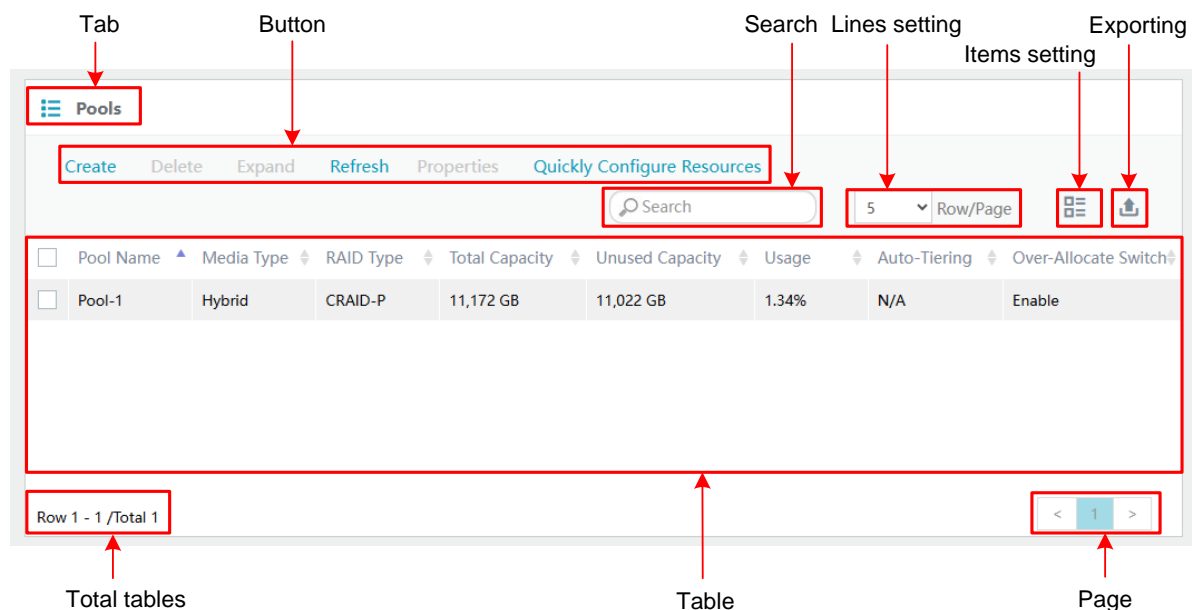 Tab Button Search Lines setting Exporting
Items setting
Pools
Create Delete Expand Refresh Properties Quickly Configure Resources
Search 5 Row/Page
Pool Name Media Type RAID Type Total Capacity Unused Capacity Usage Auto-Tiering Over-Allocate Switch
Pool-1 Hybrid CRAID-P 11,172 GB 11,022 GB 1.34% N/A Enable
Row 1 - 1 /Total 1 < 1 >
Total tables Table Page